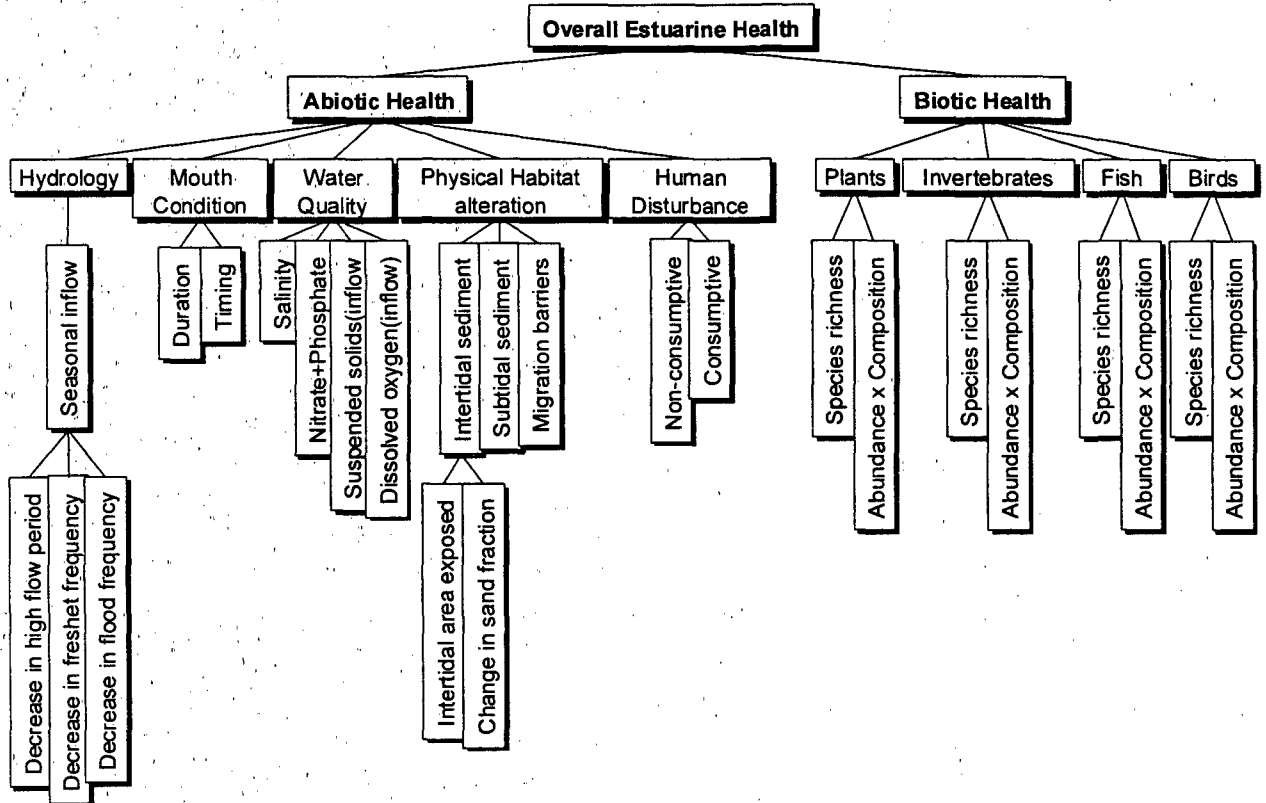 Overall Estuarine Health
Abiotic Health
Biotic Health
Hydrology
Mouth
Condition
Water
Quality
Physical Habitat
alteration
Human
Disturbance
Plants
Invertebrates
Fish
Birds
Seasonal inflow
Duration
Timing
Salinity
Nitrate+Phosphate
Suspended solids(inflow
Dissolved oxygen(inflow)
Intertidal sediment
Subtidal sediment
Migration barriers
Non-consumptive
Consumptive
Species richness
Abundance x Composition
Species richness
Abundance x Composition
Species richness
Abundance x Composition
Species richness
Abundance x Composition
Decrease in high flow period
Decrease in freshet frequency
Decrease in flood frequency
Intertidal area exposed
Change in sand fraction